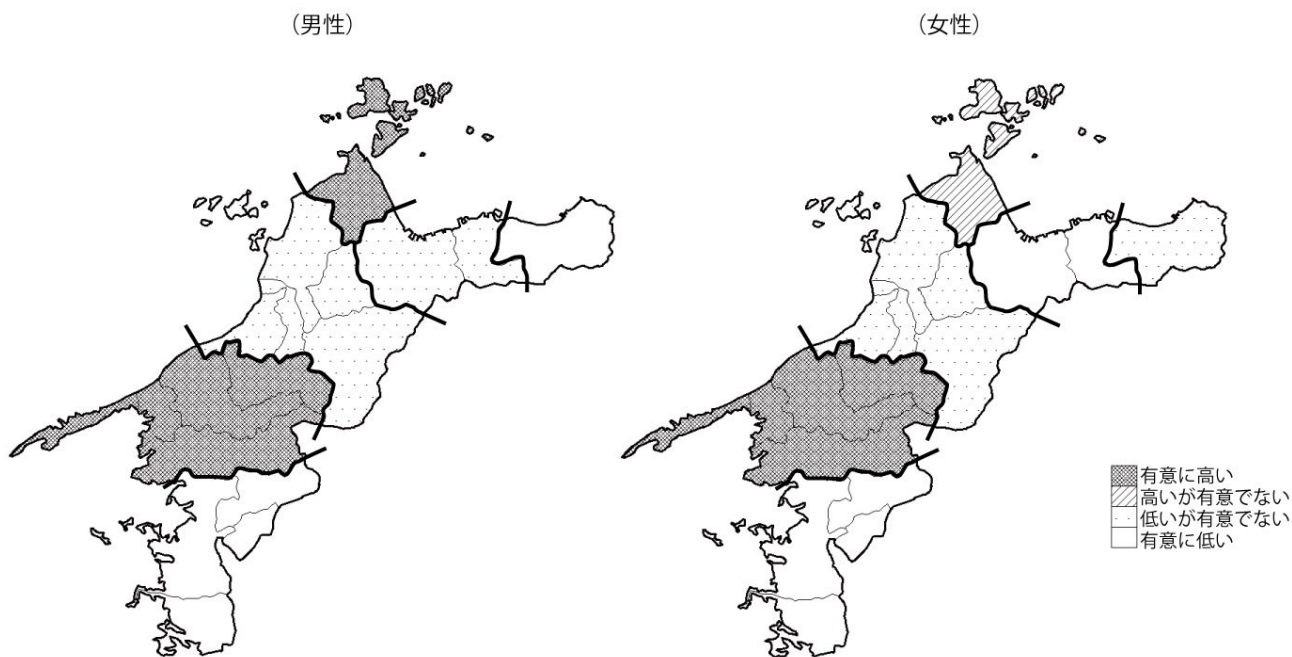 (男性)
(女性)
有意に高い
高いが有意でない
低いが有意でない
有意に低い